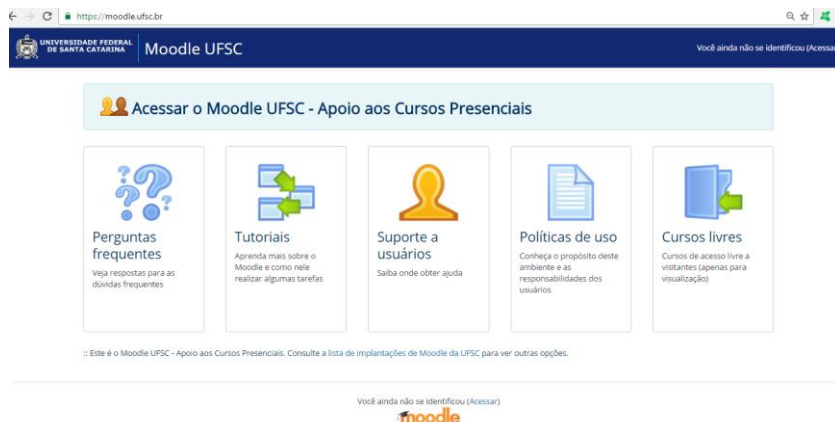 https://moodle.ufsc.br
UNIVERSIDADE FEDERAL
DE SANTA CATARINA
Moodle UFSC
Você ainda não se identificou (Acessar
Acessar o Moodle UFSC - Apoio aos Cursos Presenciais
Perguntas
frequentes
Veja respostas para as
dúvidas frequentes
Tutoriais
Aprenda mais sobre o
Moodle e como nele
realizar algumas tarefas
Suporte a
usuários
Saiba onde obter ajuda
Políticas de uso
Conheça o propósito deste
ambiente e as
responsabilidades dos
usuários
Cursos livres
Cursos de acesso livre a
visitantes (apenas para
visualização)
:: Este é o Moodle UFSC - Apoio aos Cursos Presenciais. Consulte a lista de implantações de Moodle da UFSC para ver outras opções.
Você ainda não se identificou (Acessar)
moodle